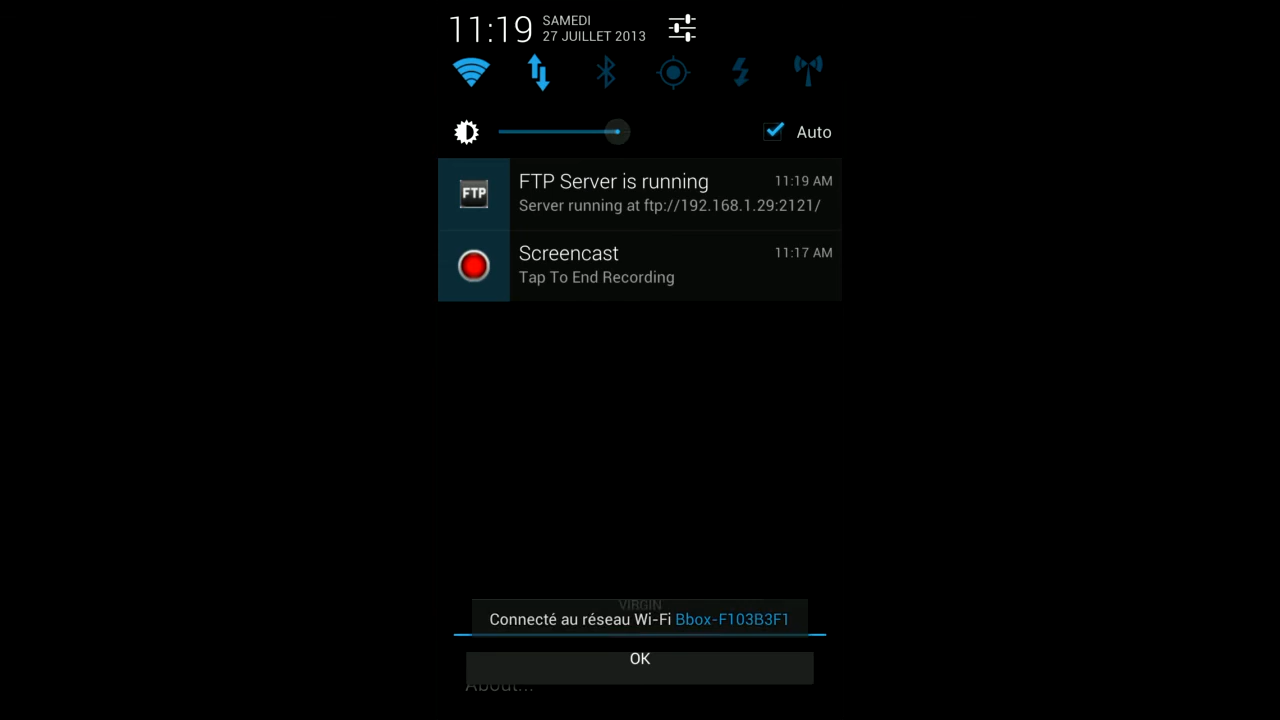 11:19
SAMEDI
27 JUILLET 2013
Auto
FTP
FTP Server is running
11:19 AM
Server running at ftp://192.168.1.29:2121/
Screencast
11:17 AM
Tap To End Recording
VIRGIN
Connecté au réseau Wi-Fi Bbox-F103B3F1
OK
About...